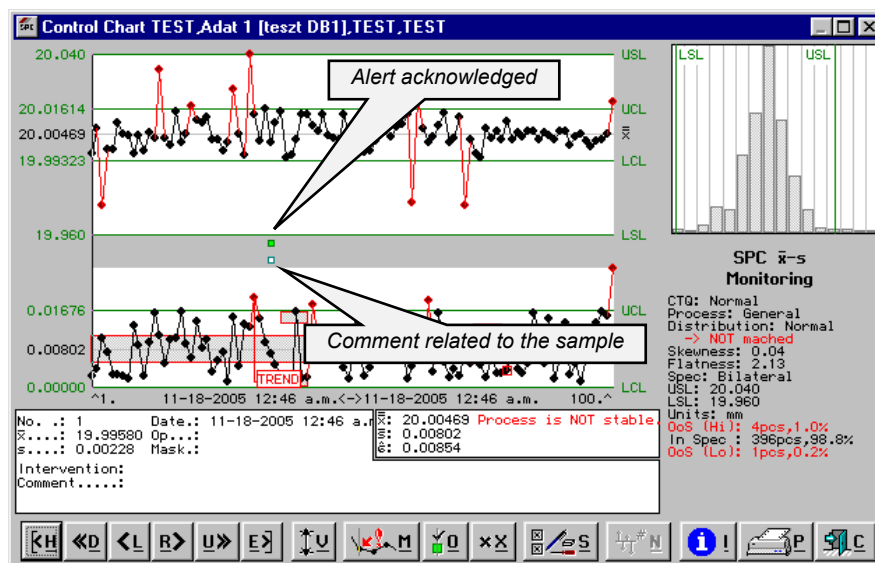 SPC Control Chart TEST,Adat 1 [teszt DB1],TEST,TEST
20.040 USL
Alert acknowledged
20.01614 UCL
20.00469 x̿
19.99323 LCL
19.960 LSL
0.01676 UCL
0.00802
Comment related to the sample
TREND
0.00000 LCL
^1. 11-18-2005 12:46 a.m.<->11-18-2005 12:46 a.m. 100.^
LSL USL
SPC x̄-s
Monitoring
CTQ: Normal
Process: General
Distribution: Normal
-> NOT mached
Skewness: 0.04
Flatness: 2.13
Spec: Bilateral
USL: 20.040
LSL: 19.960
Units: mm
OoS (Hi): 4pcs,1.0%
In Spec : 396pcs,98.8%
OoS (Lo): 1pcs,0.2%
No. .: 1 Date.: 11-18-2005 12:46 a.m
x̄....: 19.99580 Op...:
s....: 0.00228 Mask.:
x̿: 20.00469 Process is NOT stable.
s̄: 0.00802
ĉ: 0.00854
Intervention:
Comment.....:
[<H «D <L R> U» E>] V M O xX S N i ! P C